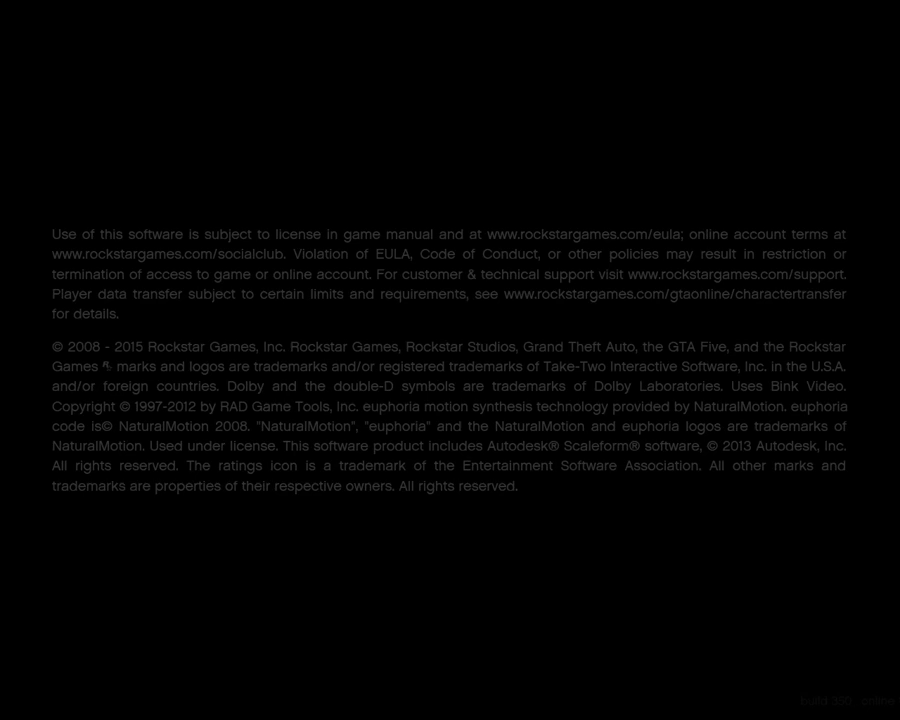 Use of this software is subject to license in game manual and at www.rockstargames.com/eula; online account terms at
www.rockstargames.com/socialclub. Violation of EULA, Code of Conduct, or other policies may result in restriction or
termination of access to game or online account. For customer & technical support visit www.rockstargames.com/support.
Player data transfer subject to certain limits and requirements, see www.rockstargames.com/gtaonline/charactertransfer
for details.
© 2008 - 2015 Rockstar Games, Inc. Rockstar Games, Rockstar Studios, Grand Theft Auto, the GTA Five, and the Rockstar
Games marks and logos are trademarks and/or registered trademarks of Take-Two Interactive Software, Inc. in the U.S.A.
and/or foreign countries. Dolby and the double-D symbols are trademarks of Dolby Laboratories. Uses Bink Video.
Copyright © 1997-2012 by RAD Game Tools, Inc. euphoria motion synthesis technology provided by NaturalMotion. euphoria
code is© NaturalMotion 2008. "NaturalMotion", "euphoria" and the NaturalMotion and euphoria logos are trademarks of
NaturalMotion. Used under license. This software product includes Autodesk® Scaleform® software, © 2013 Autodesk, Inc.
All rights reserved. The ratings icon is a trademark of the Entertainment Software Association. All other marks and
trademarks are properties of their respective owners. All rights reserved.
build online